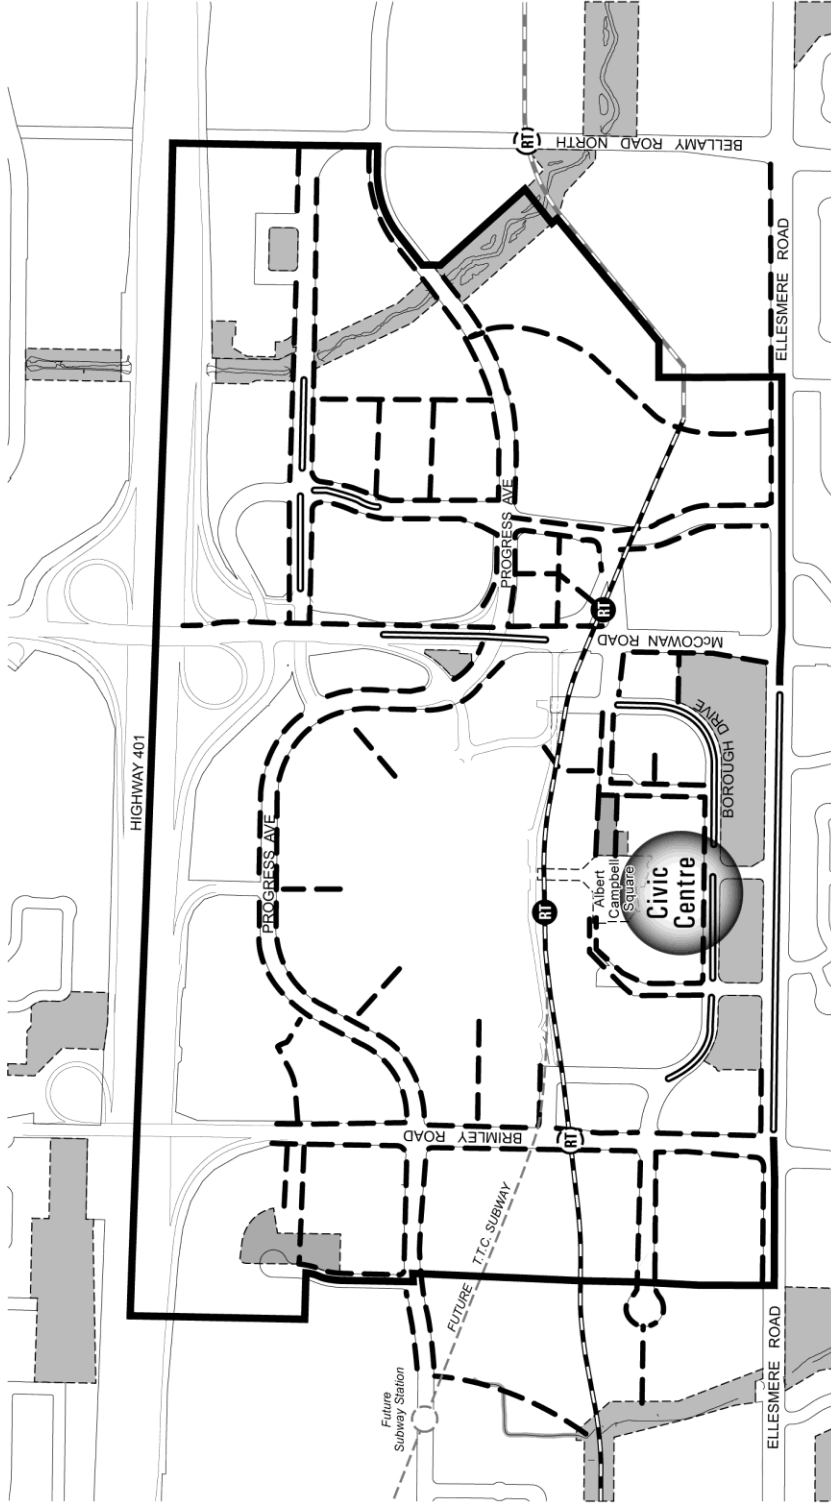 RT
BELLAMY ROAD NORTH
ELLESMERE ROAD
PROGRESS AVE
RT
McCOWAN ROAD
HIGHWAY 401
BOROUGH DRIVE
PROGRESS AVE
RT
Albert
Campbell
Square
Civic
Centre
BRIMLEY ROAD
RT
FUTURE T.T.C. SUBWAY
Future
Subway Station
ELLESMERE ROAD